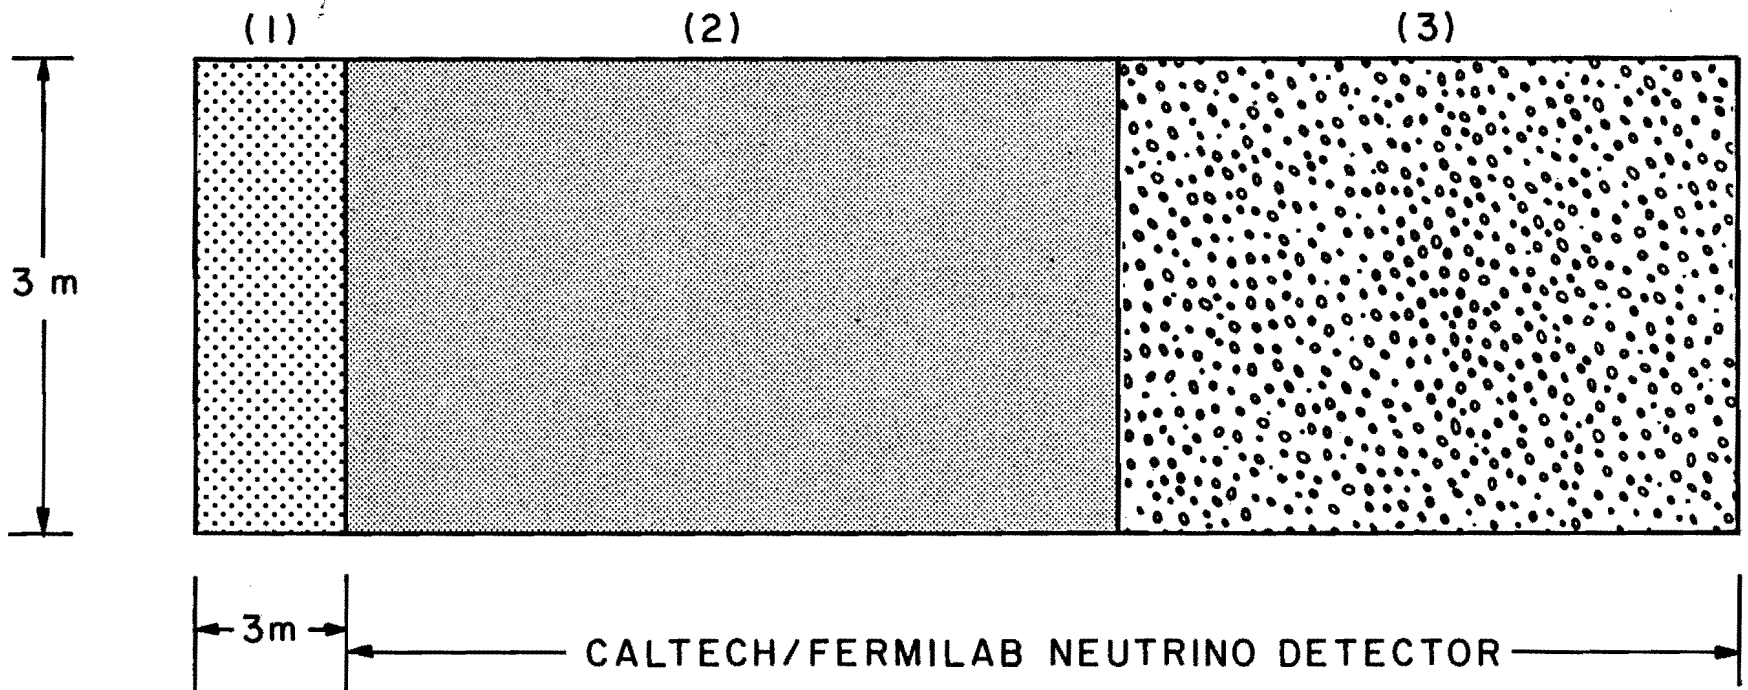 (1) (2) (3)
3 m
3m
CALTECH/FERMILAB NEUTRINO DETECTOR